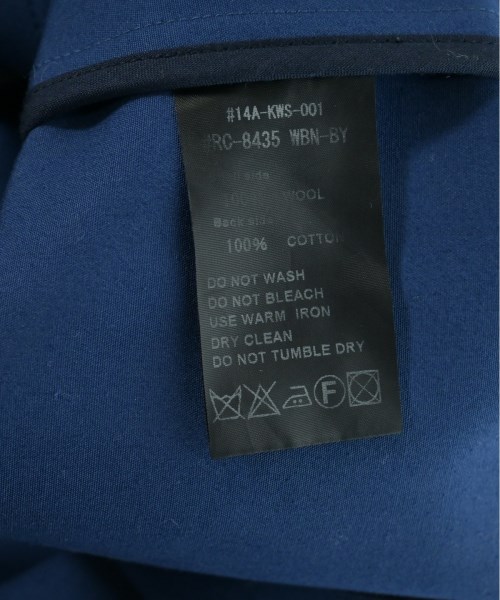 #14A-KWS-001
#RC-8435 WBN-BY
side
WOOL
Back side
100% COTTON
DO NOT WASH
DO NOT BLEACH
USE WARM IRON
DRY CLEAN
DO NOT TUMBLE DRY
F